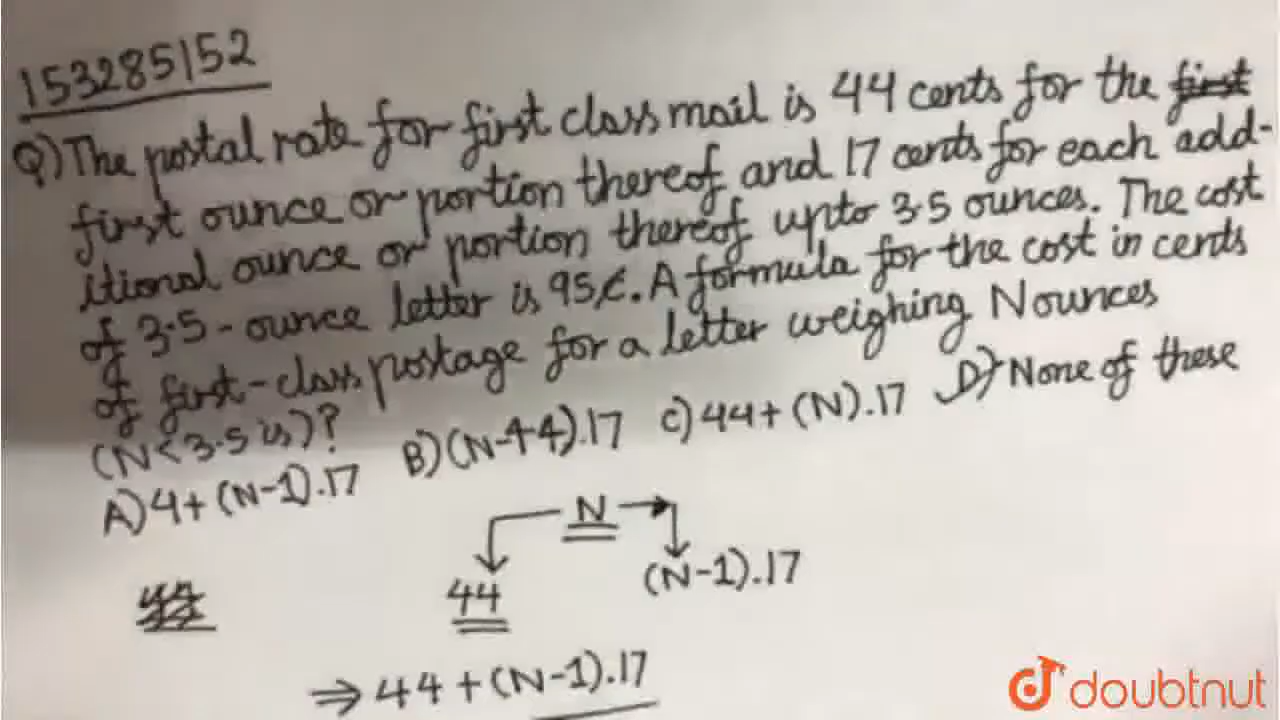 153285152
Q) The postal rate for first class mail is 44 cents for the first
first ounce or portion thereof and 17 cents for each add-
itional ounce or portion thereof upto 3.5 ounces. The cost
of 3.5-ounce letter is 95¢. A formula for the cost in cents
of first-class postage for a letter weighing N ounces
(N<3.5 is)?
A) 4+(N-1).17 B) (N-44).17 C) 44+(N).17 D) None of these
N
44 (N-1).17
44
⇒ 44+(N-1).17
doubtnut